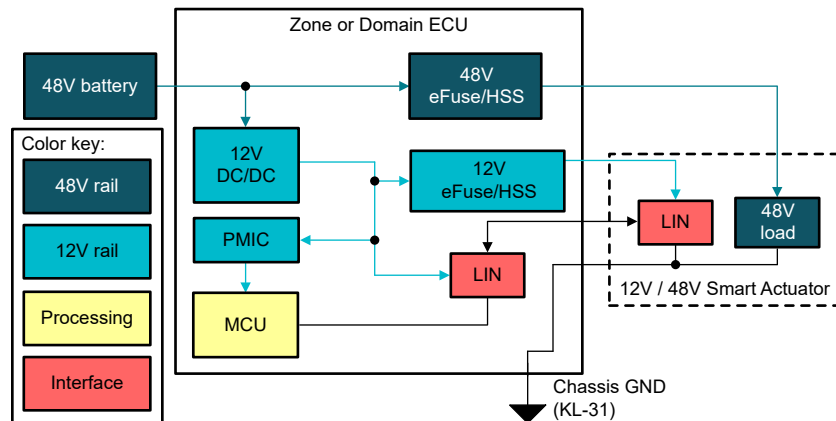 Zone or Domain ECU
48V battery
48V
eFuse/HSS
Color key:
48V rail
12V rail
Processing
Interface
12V
DC/DC
12V
eFuse/HSS
PMIC
LIN
MCU
LIN
48V
load
12V / 48V Smart Actuator
Chassis GND
(KL-31)